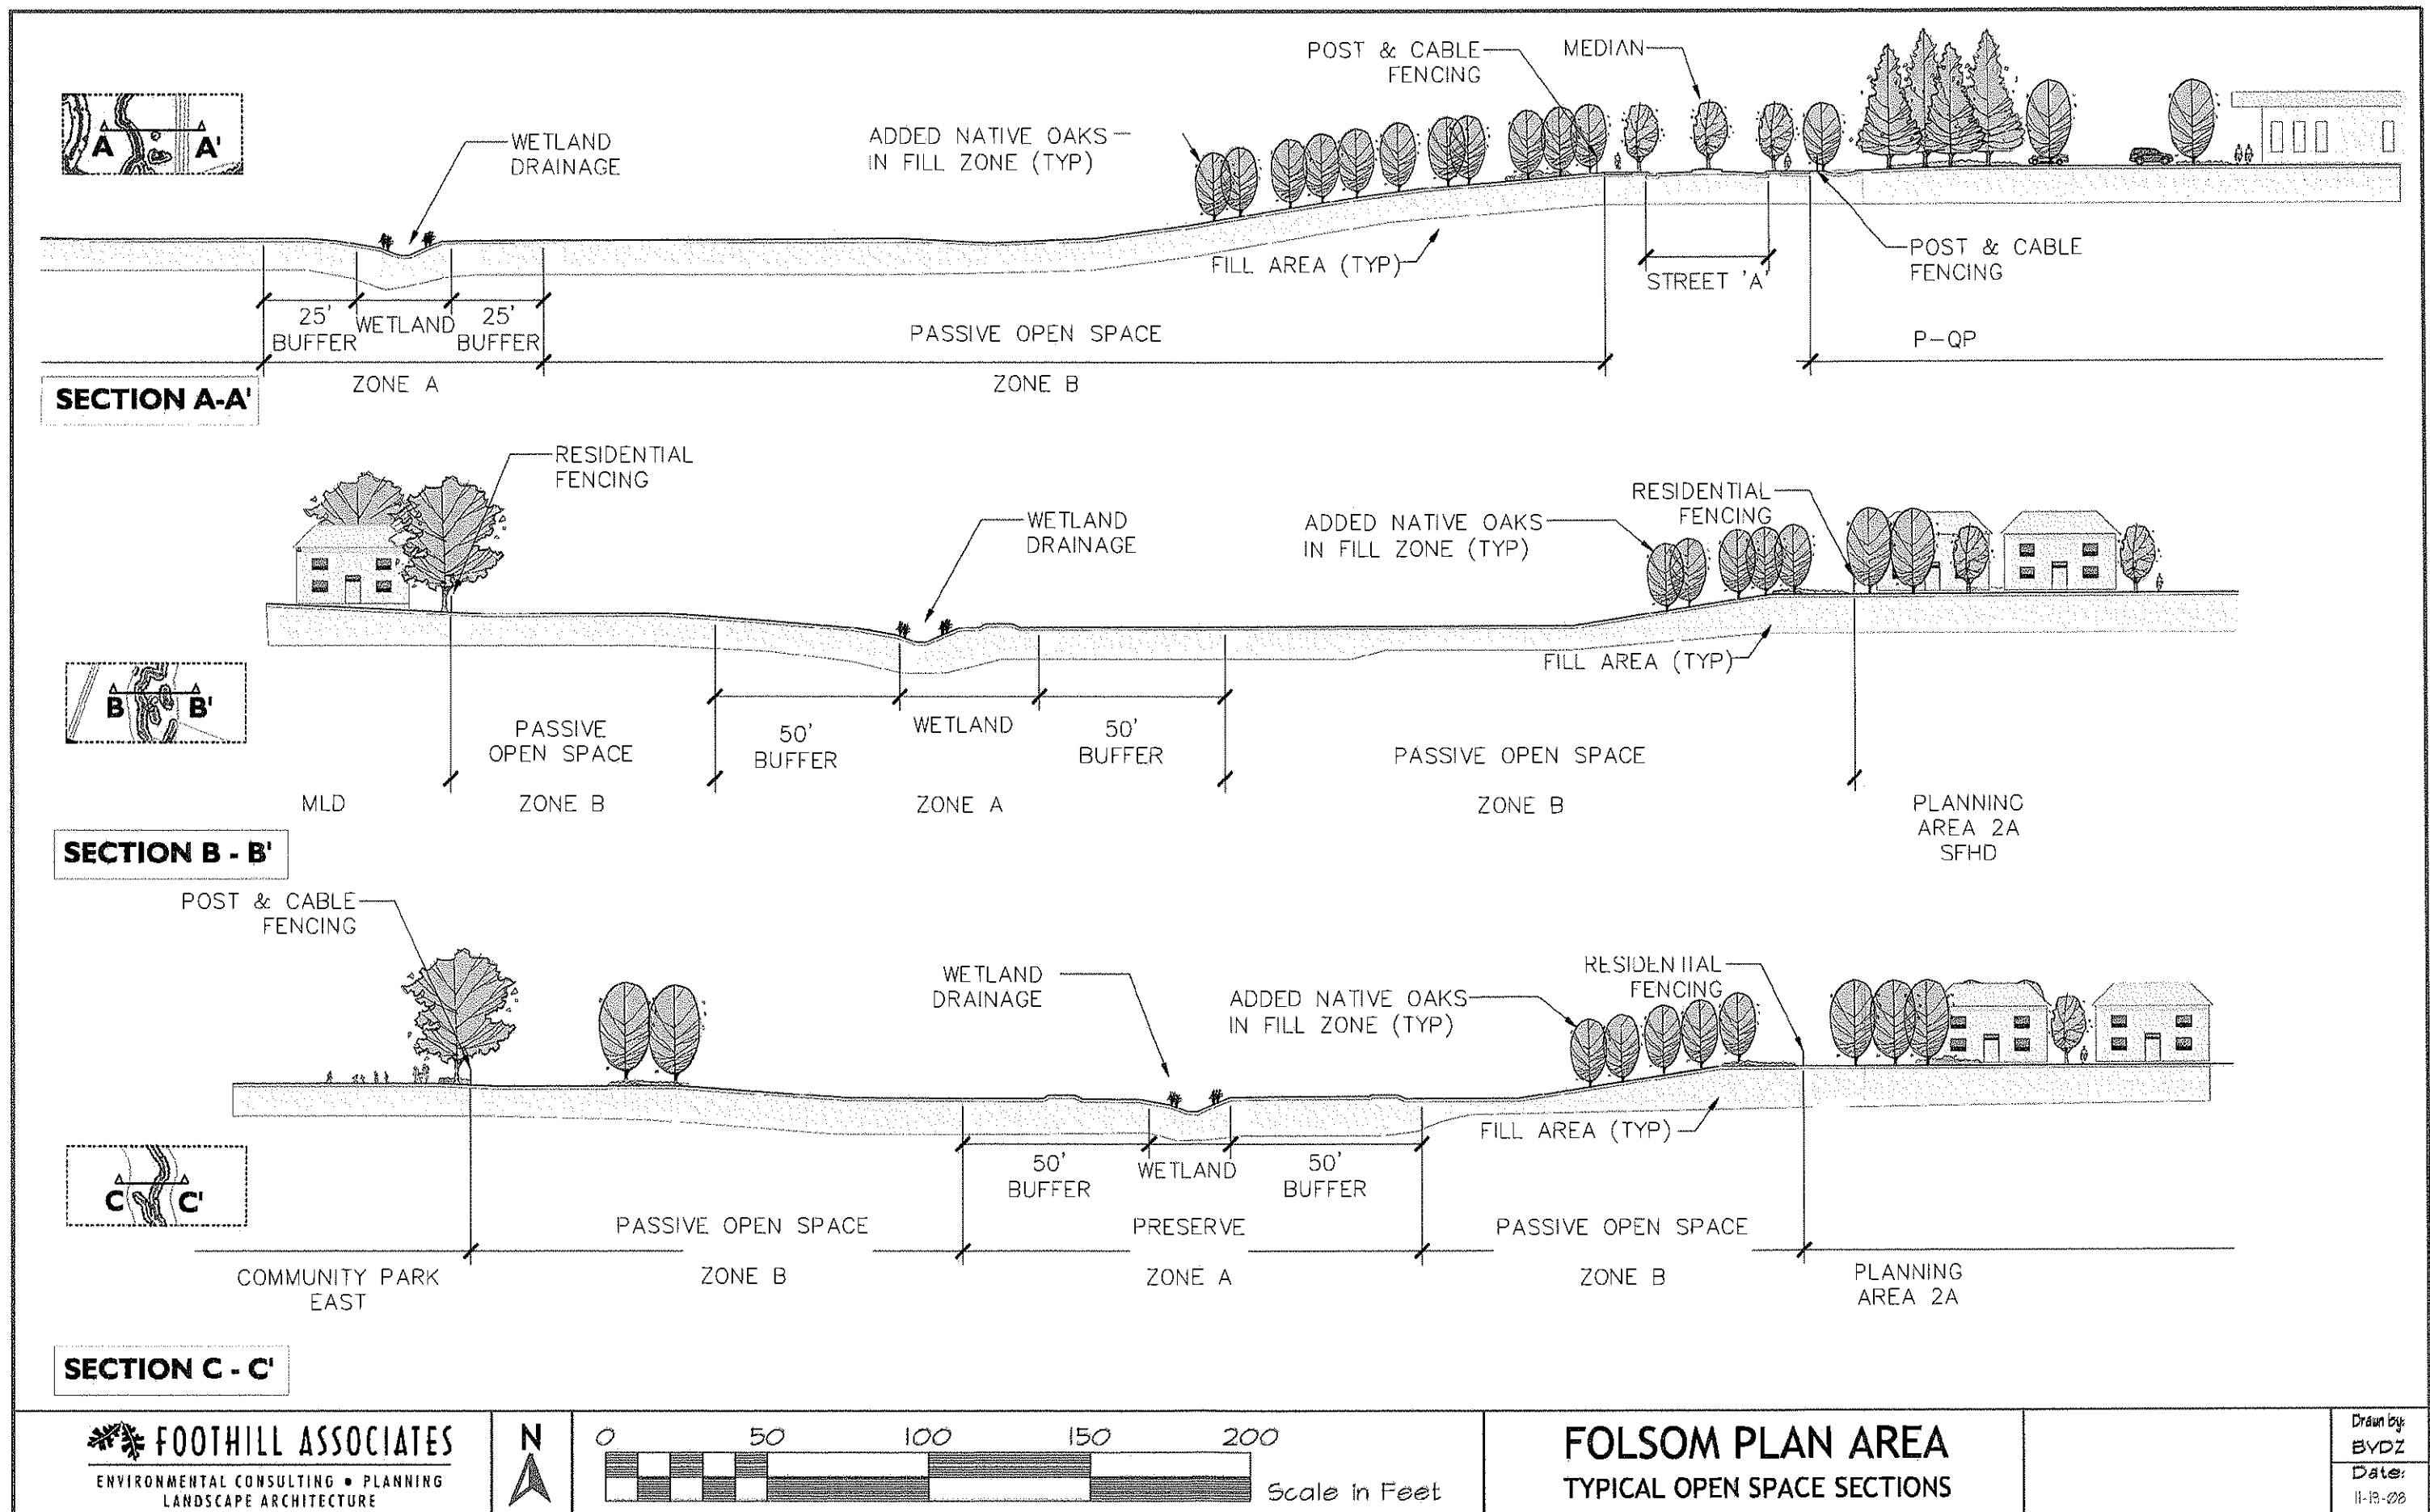 POST & CABLE
FENCING
MEDIAN
A A'
WETLAND
DRAINAGE
ADDED NATIVE OAKS
IN FILL ZONE (TYP)
FILL AREA (TYP)
STREET 'A'
POST & CABLE
FENCING
25'
BUFFER
WETLAND
25'
BUFFER
PASSIVE OPEN SPACE
P-QP
ZONE A
ZONE B
SECTION A-A'
RESIDENTIAL
FENCING
WETLAND
DRAINAGE
ADDED NATIVE OAKS
IN FILL ZONE (TYP)
RESIDENTIAL
FENCING
FILL AREA (TYP)
B B'
PASSIVE
OPEN SPACE
50'
BUFFER
WETLAND
50'
BUFFER
PASSIVE OPEN SPACE
MLD
ZONE B
ZONE A
ZONE B
PLANNING
AREA 2A
SFHD
SECTION B - B'
POST & CABLE
FENCING
WETLAND
DRAINAGE
ADDED NATIVE OAKS
IN FILL ZONE (TYP)
RESIDENTIAL
FENCING
FILL AREA (TYP)
C C'
50'
BUFFER
WETLAND
50'
BUFFER
PASSIVE OPEN SPACE
PRESERVE
PASSIVE OPEN SPACE
COMMUNITY PARK
EAST
ZONE B
ZONE A
ZONE B
PLANNING
AREA 2A
SECTION C - C'
FOOTHILL ASSOCIATES
ENVIRONMENTAL CONSULTING • PLANNING
LANDSCAPE ARCHITECTURE
N
0 50 100 150 200
Scale in Feet
FOLSOM PLAN AREA
TYPICAL OPEN SPACE SECTIONS
Drawn by:
BVDZ
Date:
11-19-08